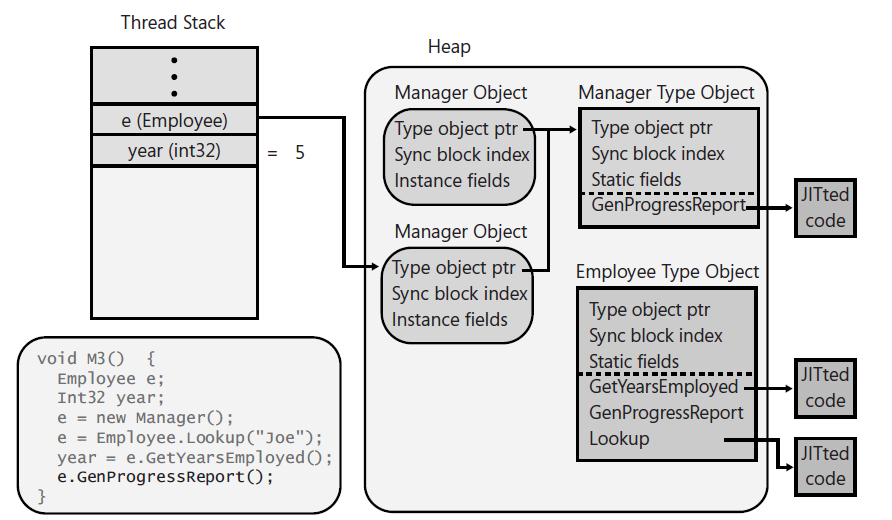 Thread Stack
e (Employee)
year (int32)
= 5
Heap
Manager Object
Type object ptr
Sync block index
Instance fields
Manager Object
Type object ptr
Sync block index
Instance fields
Manager Type Object
Type object ptr
Sync block index
Static fields
GenProgressReport
JITted
code
Employee Type Object
Type object ptr
Sync block index
Static fields
GetYearsEmployed
GenProgressReport
Lookup
JITted
code
JITted
code
void M3() {
Employee e;
Int32 year;
e = new Manager();
e = Employee.Lookup("Joe");
year = e.GetYearsEmployed();
e.GenProgressReport();
}